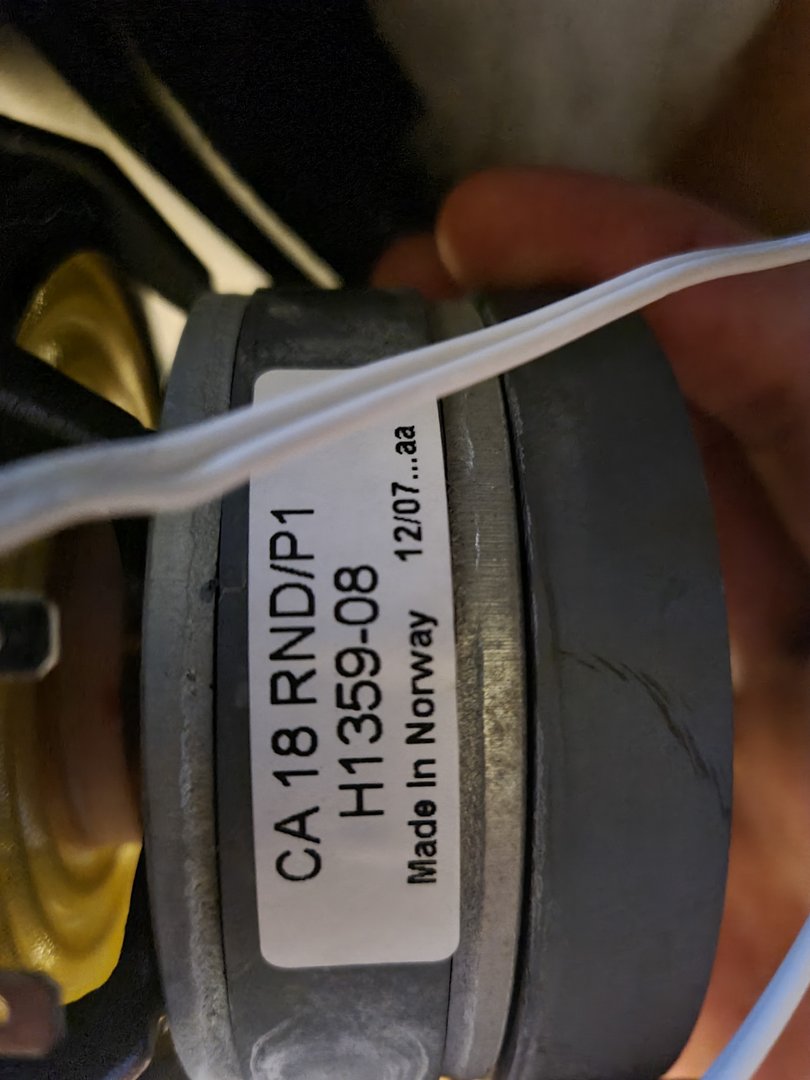 CA 18 RND/P1
H1359-08
Made In Norway 12/07...aa